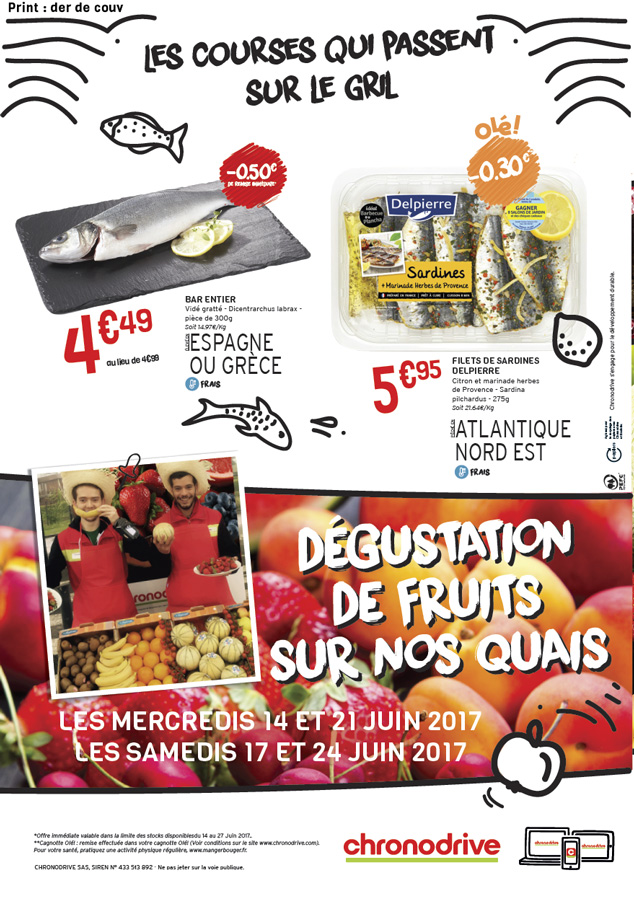 Print : der de couv
LES COURSES QUI PASSENT
SUR LE GRIL
Olé!
-0.50€
DE REMISE IMMÉDIATE*
-0.30€
Delpierre
Idéal
Barbecue
ou
Plancha
GAGNER
Sardines
+ Marinade Herbes de Provence
BAR ENTIER
Vidé gratté - Dicentrarchus labrax -
pièce de 300g
Soit 14.97€/Kg
4€49
au lieu de 4€99
ESPAGNE
OU GRÈCE
FRAIS
5€95
FILETS DE SARDINES
DELPIERRE
Citron et marinade herbes
de Provence - Sardina
pilchardus - 275g
Soit 21.64€/Kg
ATLANTIQUE
NORD EST
FRAIS
Chronodrive s'engage pour le développement durable.
DÉGUSTATION
DE FRUITS
SUR NOS QUAIS
LES MERCREDIS 14 ET 21 JUIN 2017
LES SAMEDIS 17 ET 24 JUIN 2017
*Offre immédiate valable dans la limite des stocks disponiblesdu 14 au 27 Juin 2017.
**Cagnotte Olé! : remise effectuée dans votre cagnotte Olé! (Voir conditions sur le site www.chronodrive.com).
Pour votre santé, pratiquez une activité physique régulière, www.mangerbouger.fr.
CHRONODRIVE SAS, SIREN N° 433 513 892 - Ne pas jeter sur la voie publique.
chronodrive